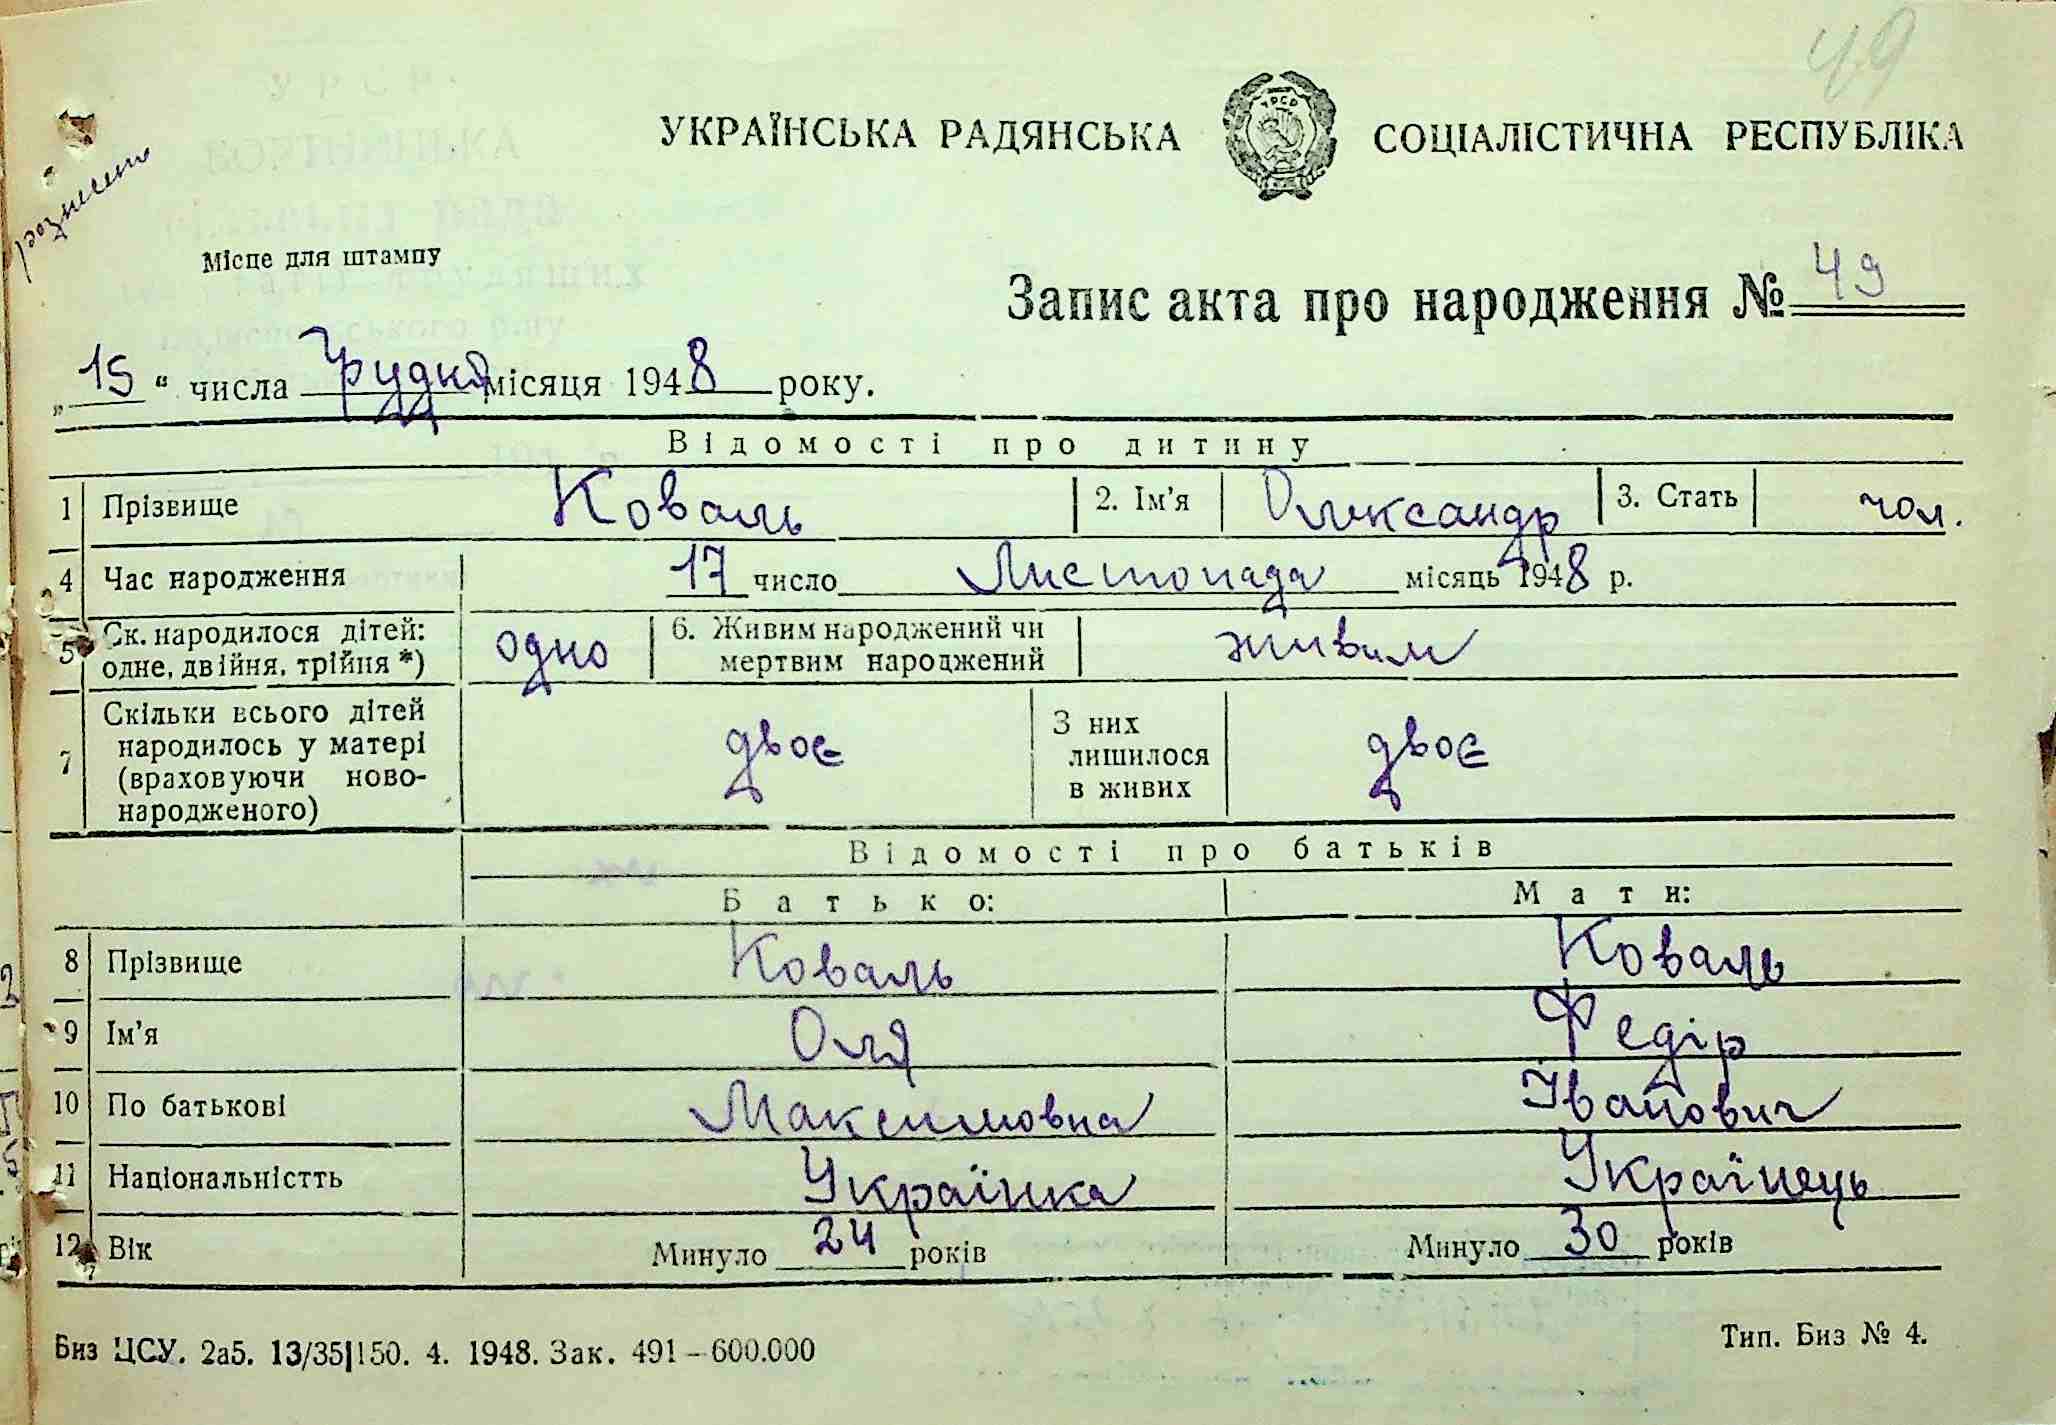 49
рознесено
УКРАЇНСЬКА РАДЯНСЬКА СОЦІАЛІСТИЧНА РЕСПУБЛІКА
УРСР
Місце для штампу
Запис акта про народження № 49
„15“ числа Грудня місяця 1948 року.
Відомості про дитину
1 Прізвище Коваль 2. Ім'я Олександр 3. Стать чол.
4 Час народження 17 число Листопада місяць 1948 р.
5 Ск. народилося дітей: одне, двійня, трійня *) одно 6. Живим народжений чи мертвим народжений живим
7 Скільки всього дітей народилось у матері (враховуючи ново-народженого) двоє З них лишилося в живих двоє
Відомості про батьків
Батько: Мати:
8 Прізвище Коваль Коваль
9 Ім'я Оля Федір
10 По батькові Максимовна Іванович
11 Національністть Українка Українець
12 Вік Минуло 24 років Минуло 30 років
Биз ЦСУ. 2а5. 13/35|150. 4. 1948. Зак. 491–600.000 Тип. Биз № 4.